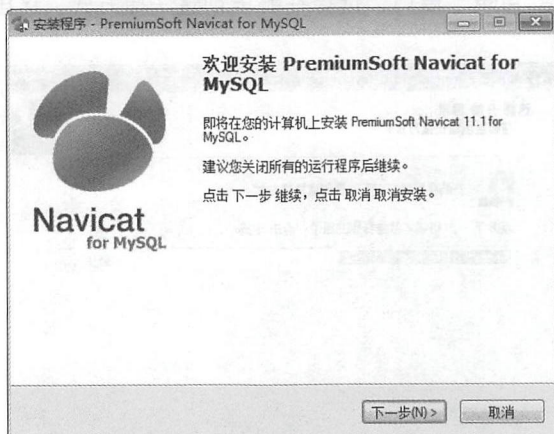 安装程序 - PremiumSoft Navicat for MySQL
欢迎安装 PremiumSoft Navicat for
MySQL
即将在您的计算机上安装 PremiumSoft Navicat 11.1 for
MySQL。
建议您关闭所有的运行程序后继续。
点击 下一步 继续，点击 取消 取消安装。
Navicat
for MySQL
下一步(N) >
取消